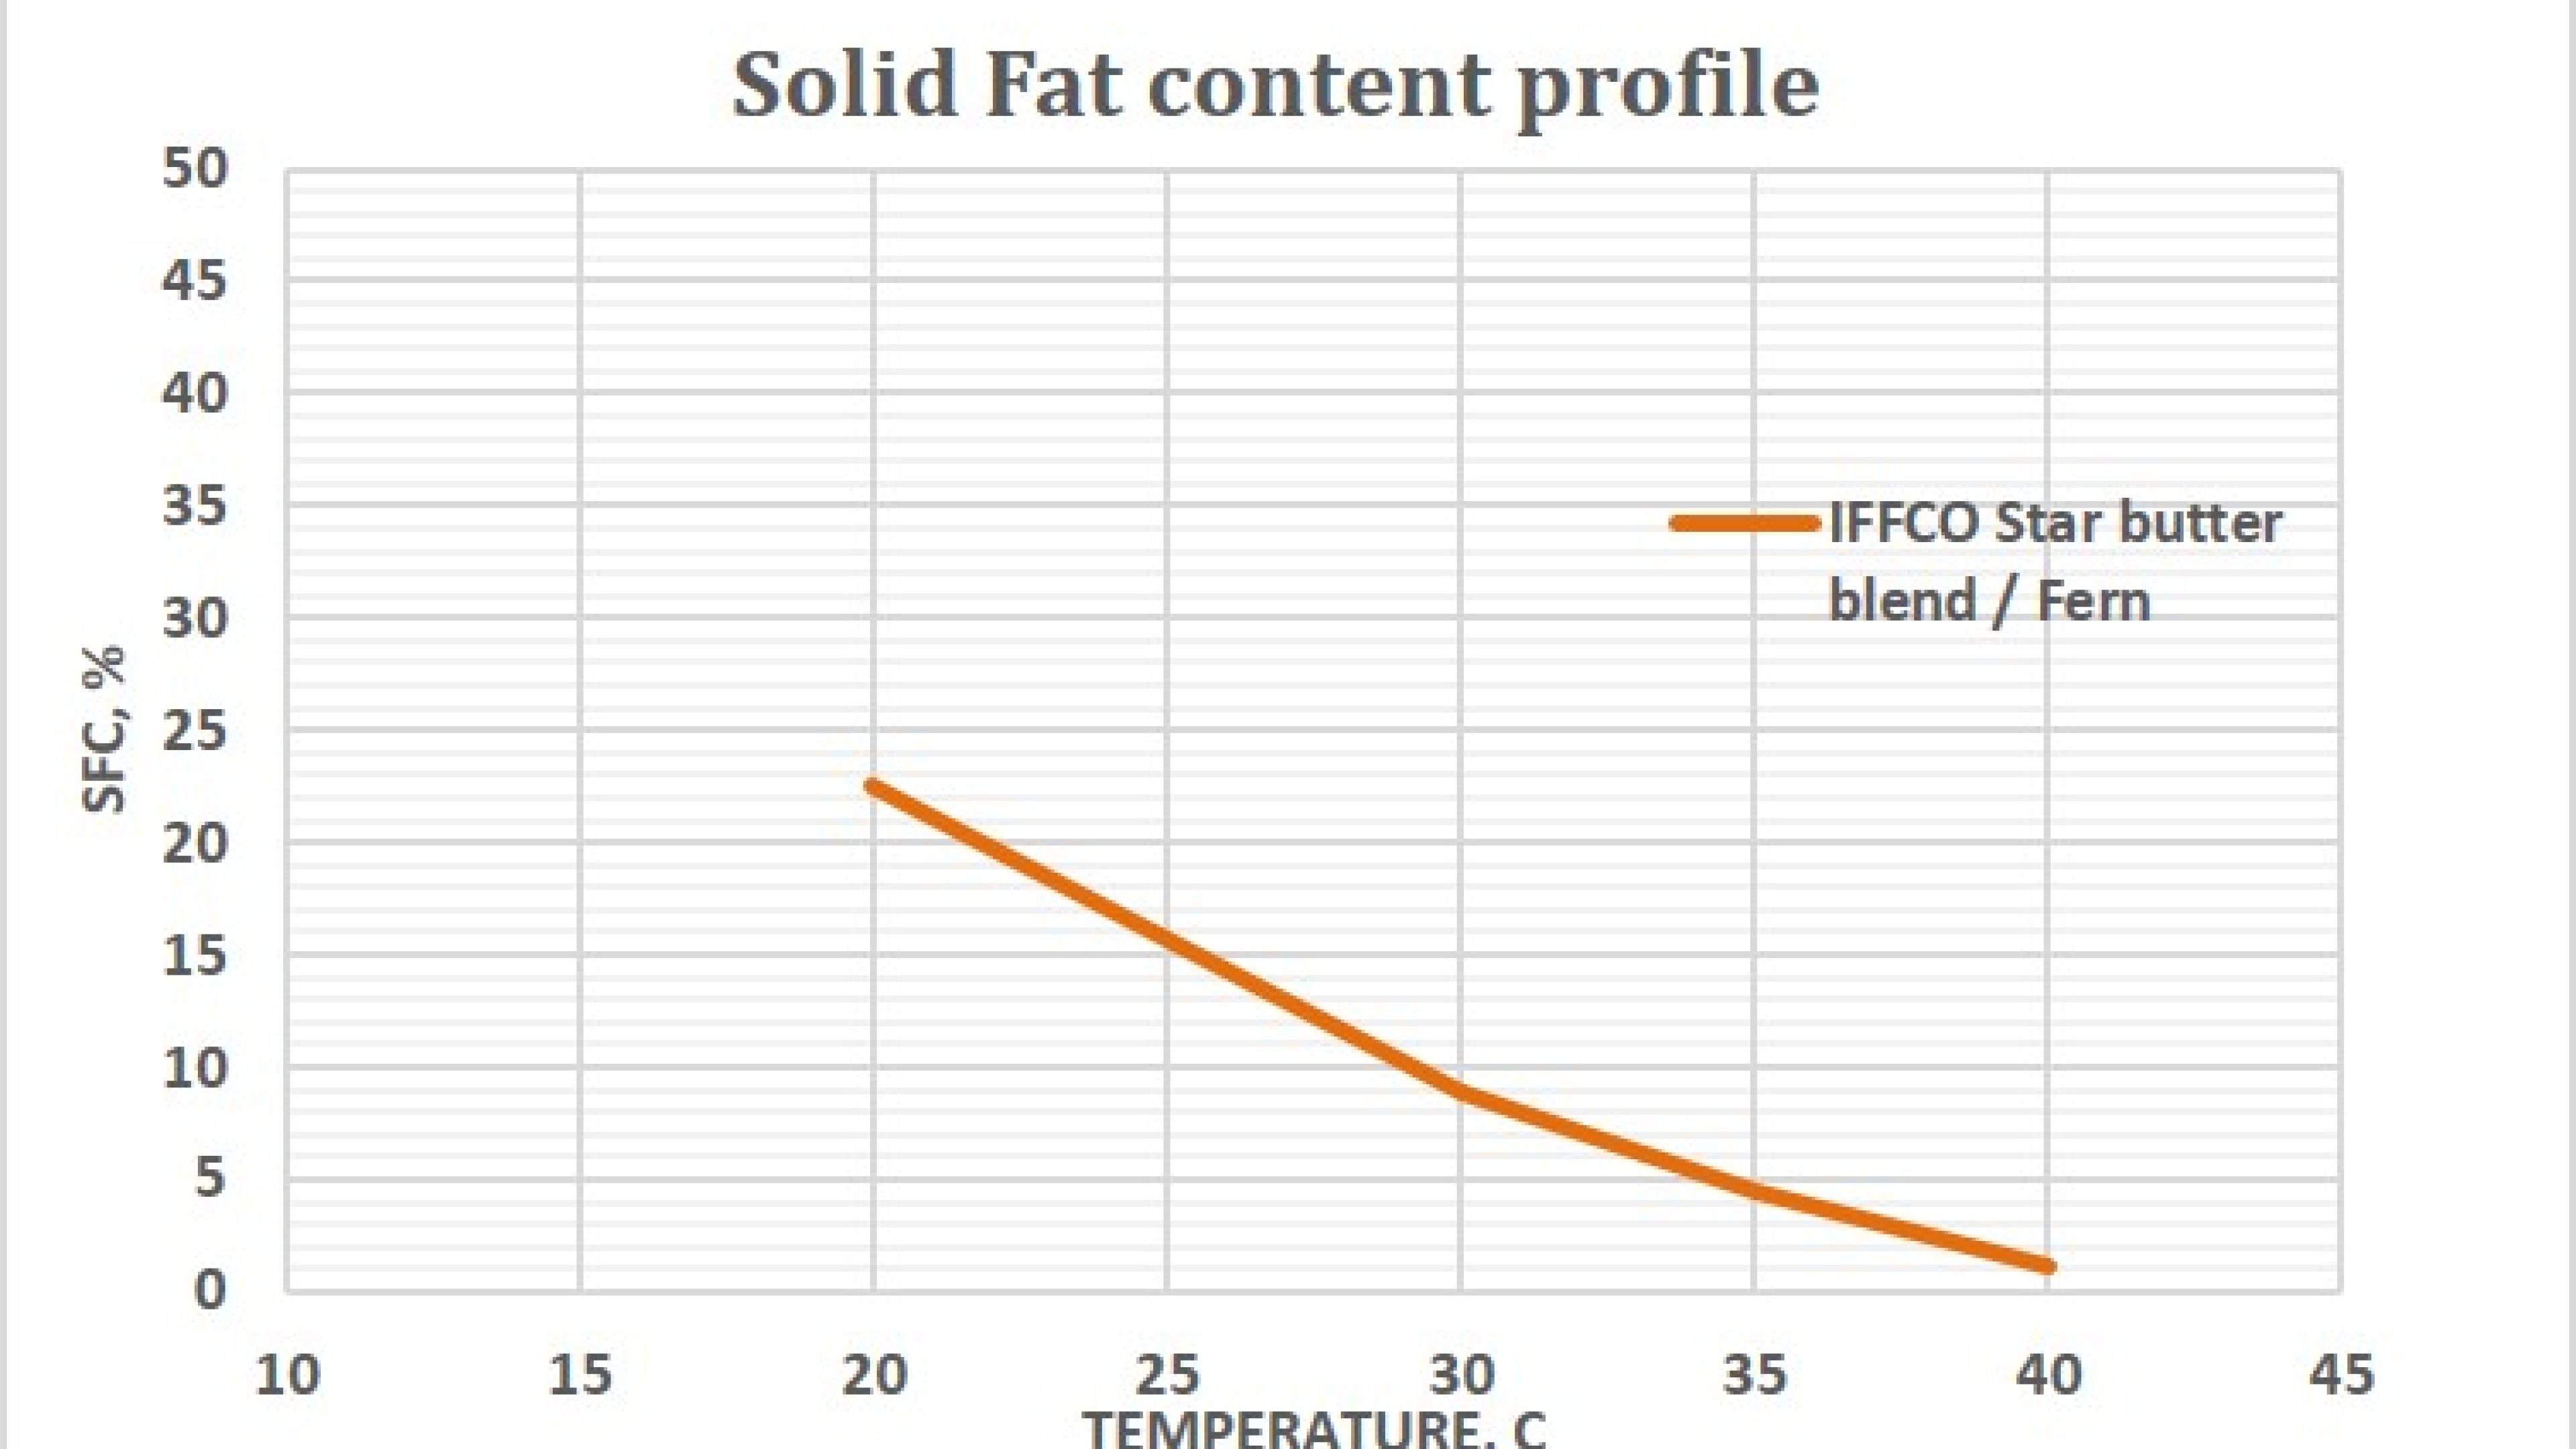 Solid Fat content profile
50
45
40
35
30
25
20
15
10
5
0
SFC, %
IFFCO Star butter
blend / Fern
10 15 20 25 30 35 40 45
TEMPERATURE, C